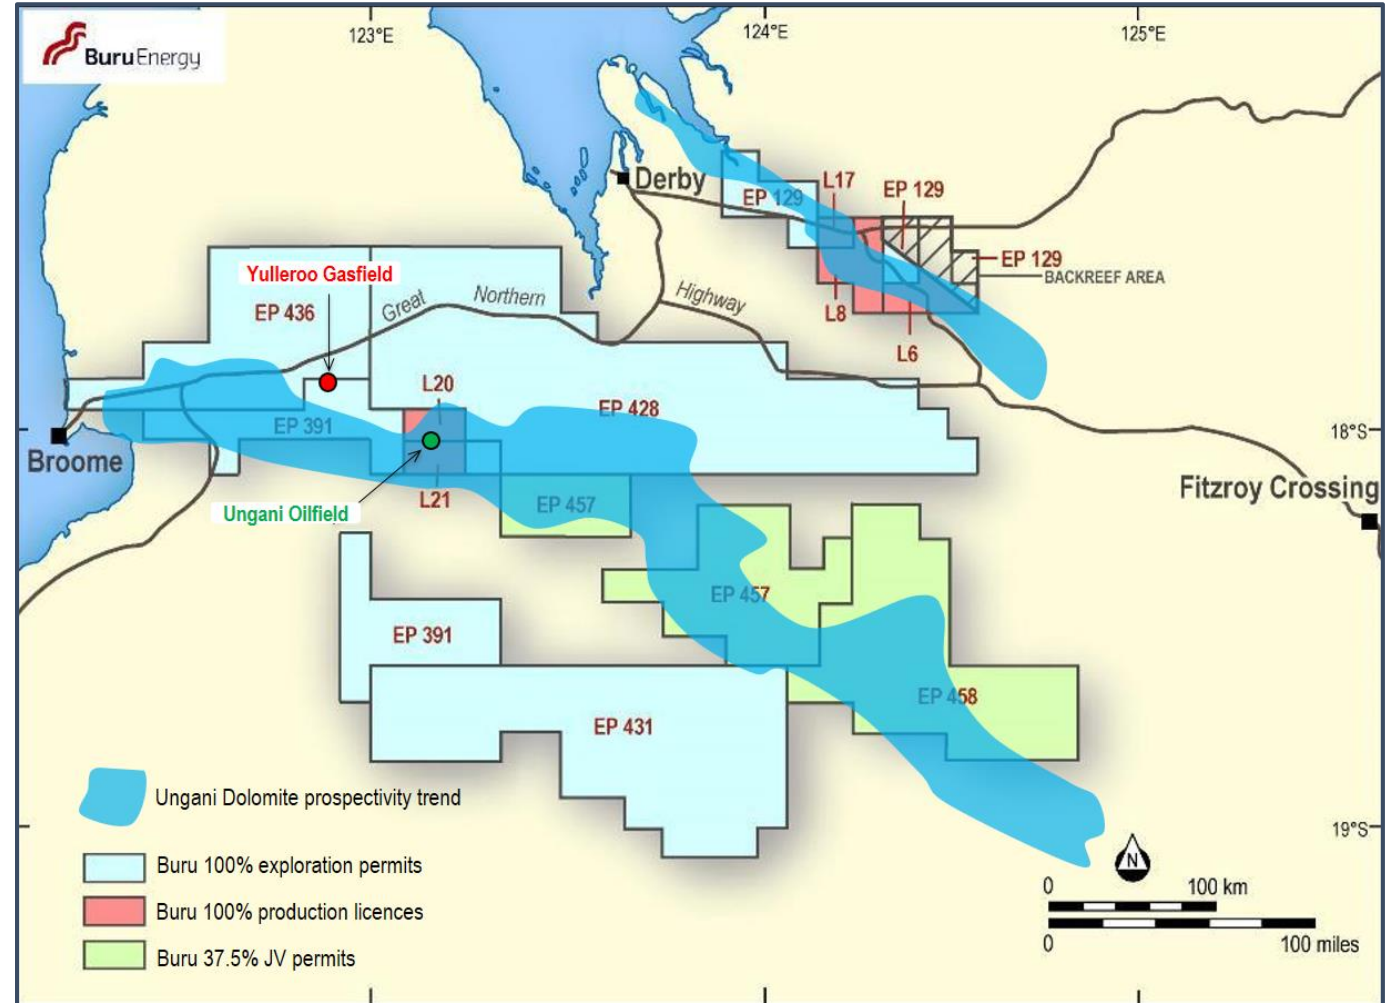 123°E
124°E
125°E
BuruEnergy
Derby
EP 129
L17
EP 129
EP 129
BACKREEF AREA
L8
L6
Yulleroo Gasfield
EP 436
Great
Northern
Highway
L20
EP 428
EP 391
18°S
Broome
L21
Ungani Oilfield
EP 457
Fitzroy Crossing
EP 457
EP 391
EP 458
EP 431
Ungani Dolomite prospectivity trend
19°S
Buru 100% exploration permits
Buru 100% production licences
Buru 37.5% JV permits
N
0
100 km
0
100 miles